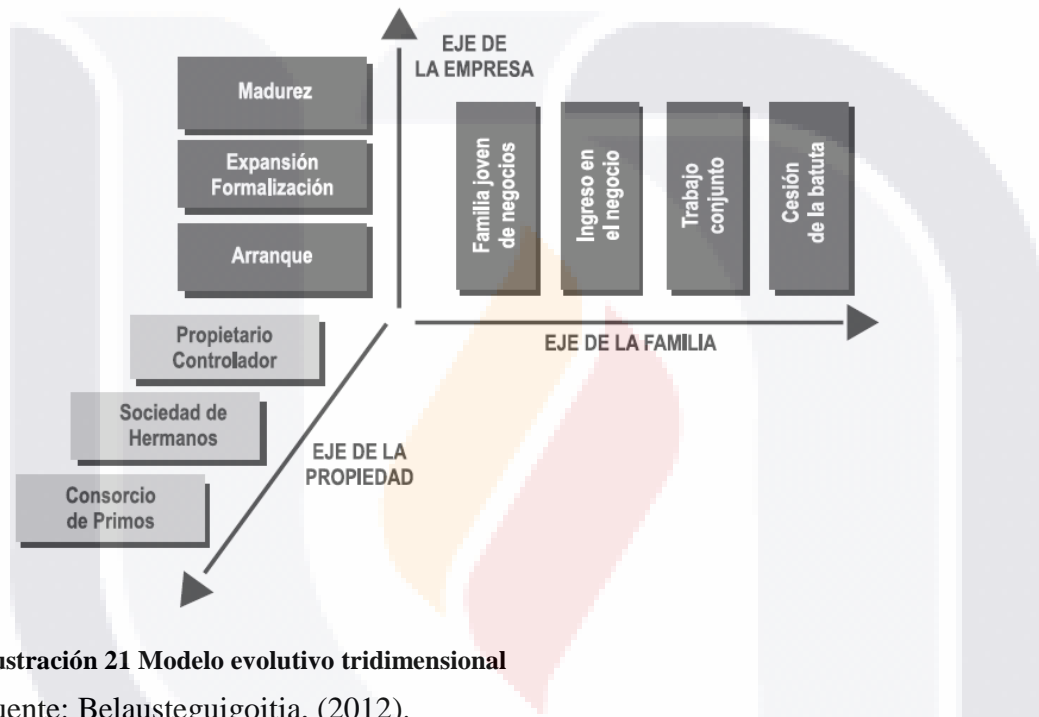 EJE DE
LA EMPRESA
Madurez
Expansión
Formalización
Arranque
Familia joven
de negocios
Ingreso en
el negocio
Trabajo
conjunto
Cesión
de la batuta
EJE DE LA FAMILIA
Propietario
Controlador
Sociedad de
Hermanos
Consorcio
de Primos
EJE DE LA
PROPIEDAD
ustración 21 Modelo evolutivo tridimensional
uente: Belausteguigoitia, (2012).